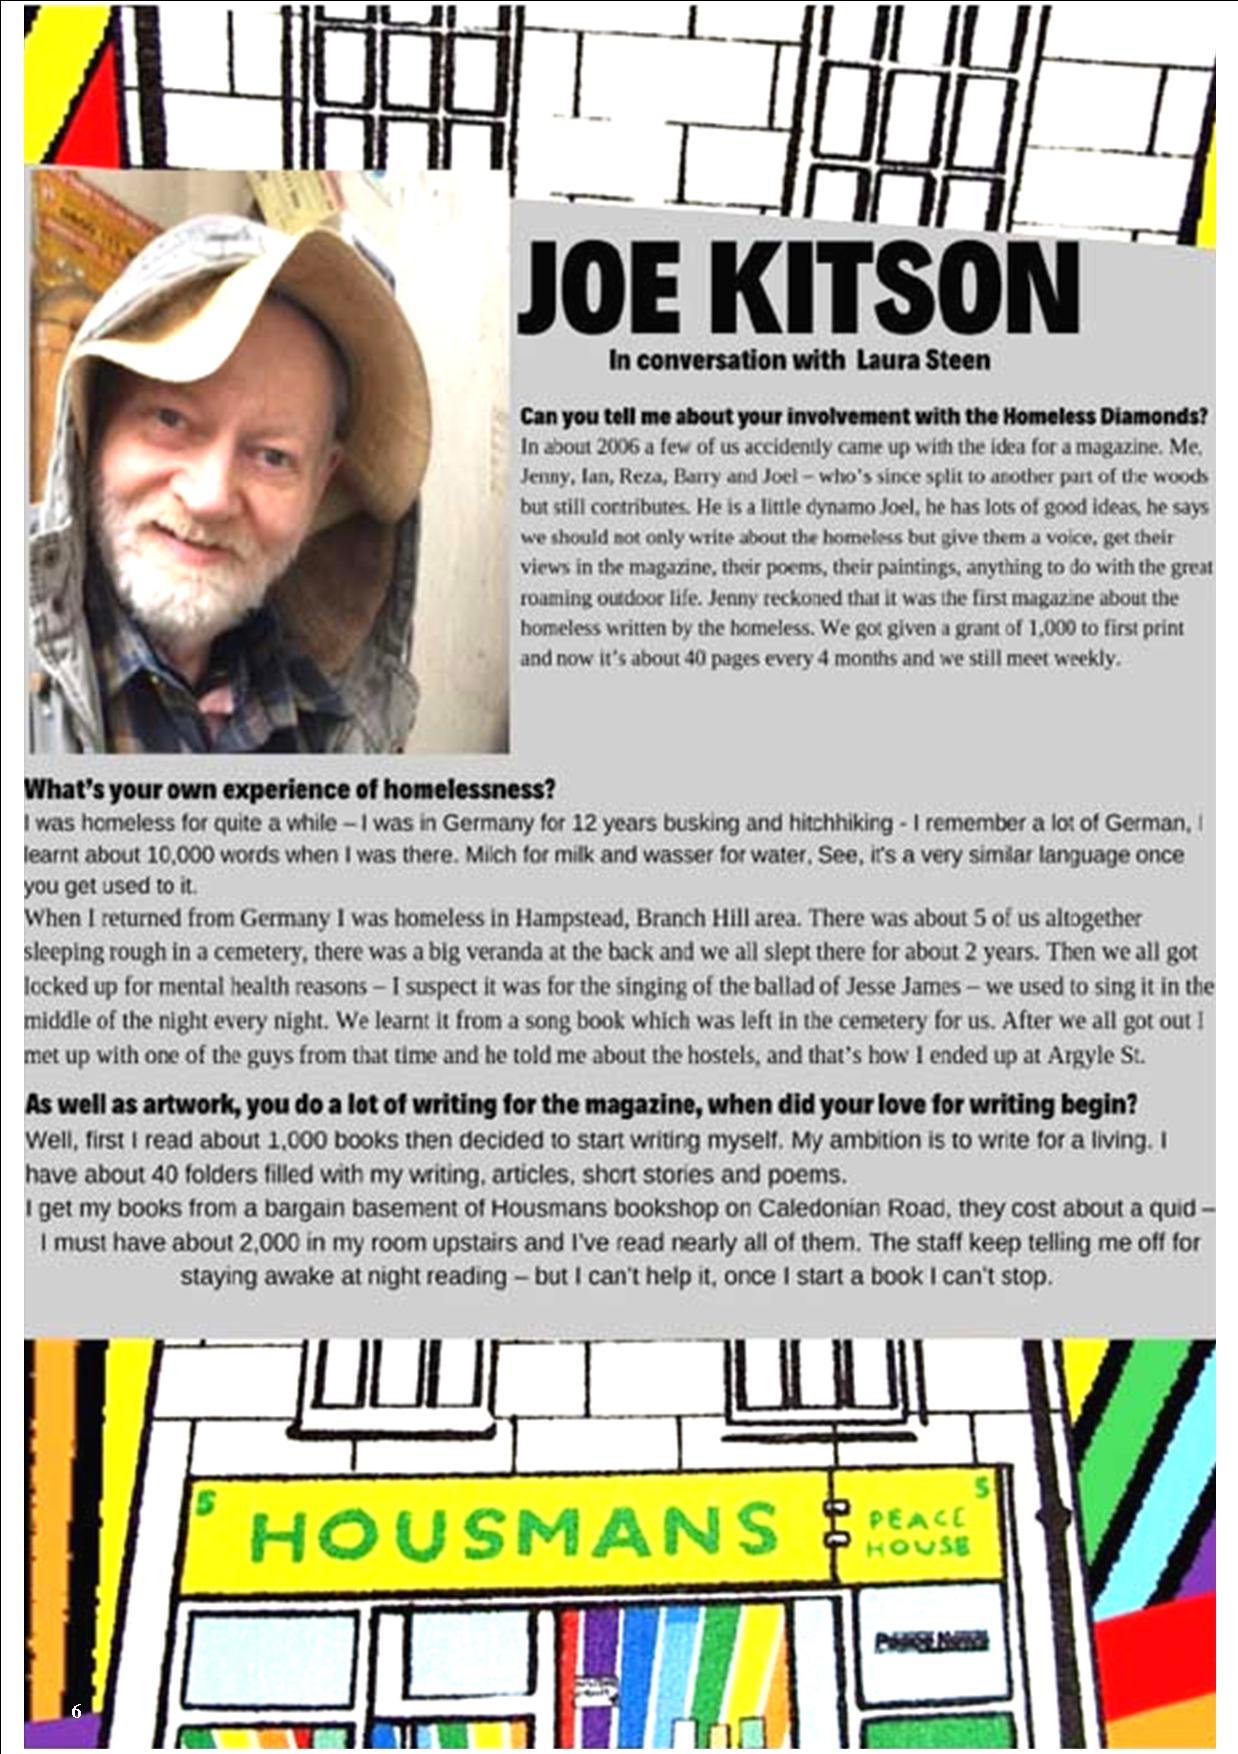 JOE KITSON
In conversation with Laura Steen
Can you tell me about your involvement with the Homeless Diamonds?
In about 2006 a few of us accidently came up with the idea for a magazine. Me,
Jenny, Ian, Reza, Barry and Joel – who's since split to another part of the woods
but still contributes. He is a little dynamo Joel, he has lots of good ideas, he says
we should not only write about the homeless but give them a voice, get their
views in the magazine, their poems, their paintings, anything to do with the great
roaming outdoor life. Jenny reckoned that it was the first magazine about the
homeless written by the homeless. We got given a grant of 1,000 to first print
and now it's about 40 pages every 4 months and we still meet weekly.
What's your own experience of homelessness?
I was homeless for quite a while – I was in Germany for 12 years busking and hitchhiking - I remember a lot of German, I
learnt about 10,000 words when I was there. Milch for milk and wasser for water, See, it's a very similar language once
you get used to it.
When I returned from Germany I was homeless in Hampstead, Branch Hill area. There was about 5 of us altogether
sleeping rough in a cemetery, there was a big veranda at the back and we all slept there for about 2 years. Then we all got
locked up for mental health reasons – I suspect it was for the singing of the ballad of Jesse James – we used to sing it in the
middle of the night every night. We learnt it from a song book which was left in the cemetery for us. After we all got out I
met up with one of the guys from that time and he told me about the hostels, and that's how I ended up at Argyle St.
As well as artwork, you do a lot of writing for the magazine, when did your love for writing begin?
Well, first I read about 1,000 books then decided to start writing myself. My ambition is to write for a living. I
have about 40 folders filled with my writing, articles, short stories and poems.
I get my books from a bargain basement of Housmans bookshop on Caledonian Road, they cost about a quid –
I must have about 2,000 in my room upstairs and I've read nearly all of them. The staff keep telling me off for
staying awake at night reading – but I can't help it, once I start a book I can't stop.
5 HOUSMANS
PEACE 5
HOUSE
Peace News
6